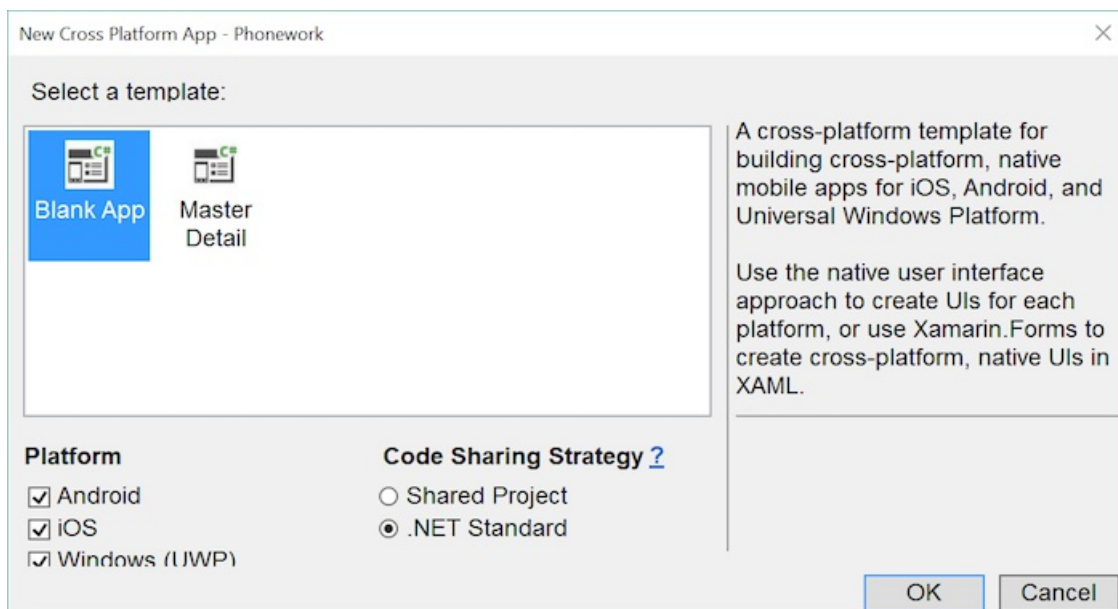 New Cross Platform App - Phonework
Select a template:
C#
Blank App
C#
Master
Detail
A cross-platform template for
building cross-platform, native
mobile apps for iOS, Android, and
Universal Windows Platform.
Use the native user interface
approach to create UIs for each
platform, or use Xamarin.Forms to
create cross-platform, native UIs in
XAML.
Platform
Android
iOS
Windows (UWP)
Code Sharing Strategy ?
Shared Project
.NET Standard
OK
Cancel